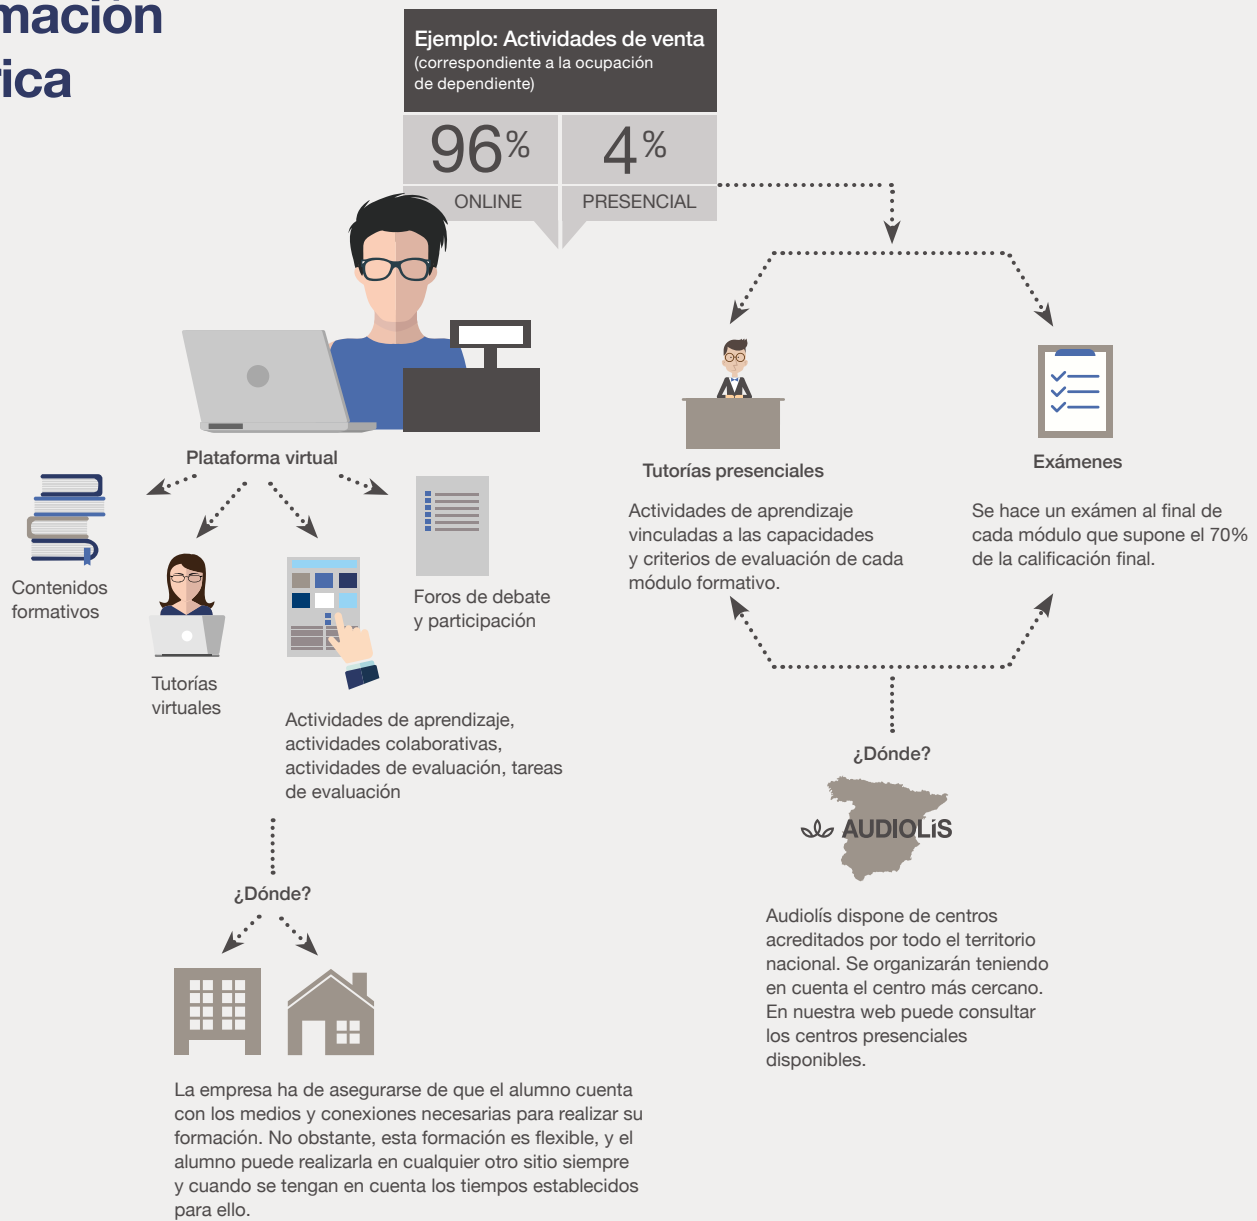 mación
fica
Ejemplo: Actividades de venta
(correspondiente a la ocupación
de dependiente)
96%
4%
ONLINE
PRESENCIAL
Plataforma virtual
Contenidos
formativos
Tutorías
virtuales
Actividades de aprendizaje,
actividades colaborativas,
actividades de evaluación, tareas
de evaluación
Foros de debate
y participación
¿Dónde?
La empresa ha de asegurarse de que el alumno cuenta
con los medios y conexiones necesarias para realizar su
formación. No obstante, esta formación es flexible, y el
alumno puede realizarla en cualquier otro sitio siempre
y cuando se tengan en cuenta los tiempos establecidos
para ello.
Tutorías presenciales
Actividades de aprendizaje
vinculadas a las capacidades
y criterios de evaluación de cada
módulo formativo.
Exámenes
Se hace un exámen al final de
cada módulo que supone el 70%
de la calificación final.
¿Dónde?
AUDIOLÍS
Audiolís dispone de centros
acreditados por todo el territorio
nacional. Se organizarán teniendo
en cuenta el centro más cercano.
En nuestra web puede consultar
los centros presenciales
disponibles.